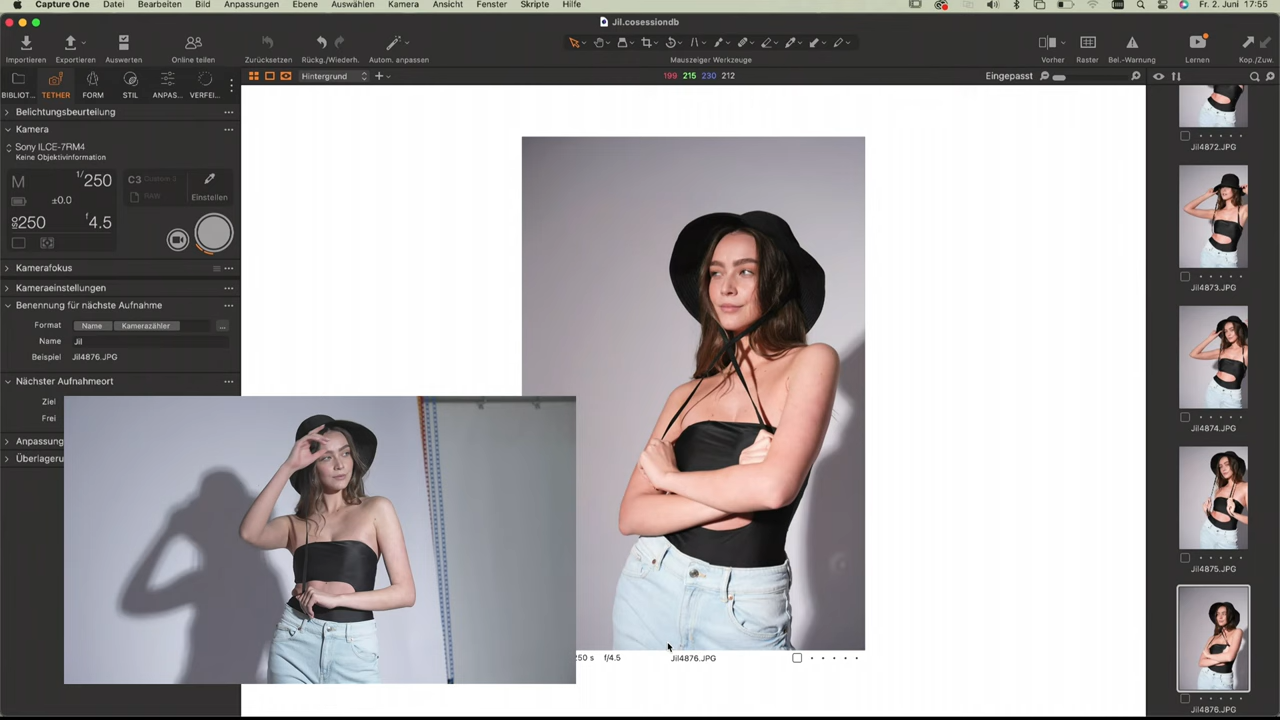 Capture One Datei Bearbeiten Bild Anpassungen Ebene Auswählen Kamera Ansicht Fenster Skripte Hilfe Fr. 2. Juni 17:55
Jil.cosessiondb
Importieren Exportieren Auswerten Online teilen Zurücksetzen Rückg./Wiederh. Autom. anpassen Mauszeiger Werkzeuge Vorher Raster Bel.-Warnung Lernen Kop./Zuw.
Hintergrund 199 215 230 212 Eingepasst
BIBLIOT... TETHER FORM STIL ANPAS... VERFEI...
Belichtungsbeurteilung
Kamera
Sony ILCE-7RM4
Keine Objektivinformation
M 1/250 C3 Custom 3
±0.0 RAW Einstellen
ISO250 f4.5
Kamerafokus
Kameraeinstellungen
Benennung für nächste Aufnahme
Format Name Kamerazähler ...
Name Jil
Beispiel Jil4876.JPG
Nächster Aufnahmeort
Ziel
Frei
Anpassung
Überlageru
250 s f/4.5 Jil4876.JPG
Jil4872.JPG
Jil4873.JPG
Jil4874.JPG
Jil4875.JPG
Jil4876.JPG